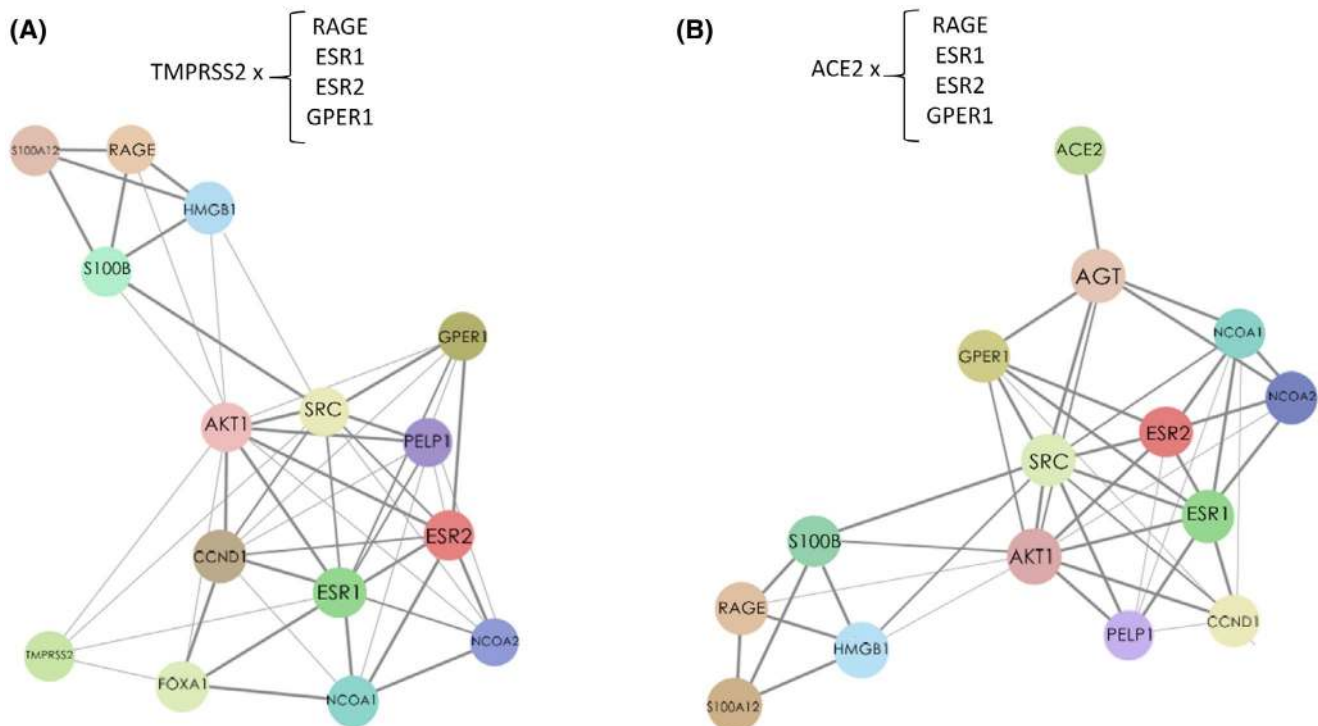 (A)
TMPRSS2 x
RAGE
ESR1
ESR2
GPER1
S100A12
RAGE
HMGB1
S100B
GPER1
SRC
AKT1
PELP1
ESR2
CCND1
ESR1
NCOA2
TMPRSS2
FOXA1
NCOA1
(B)
ACE2 x
RAGE
ESR1
ESR2
GPER1
ACE2
AGT
NCOA1
GPER1
NCOA2
ESR2
SRC
ESR1
S100B
AKT1
RAGE
CCND1
PELP1
HMGB1
S100A12